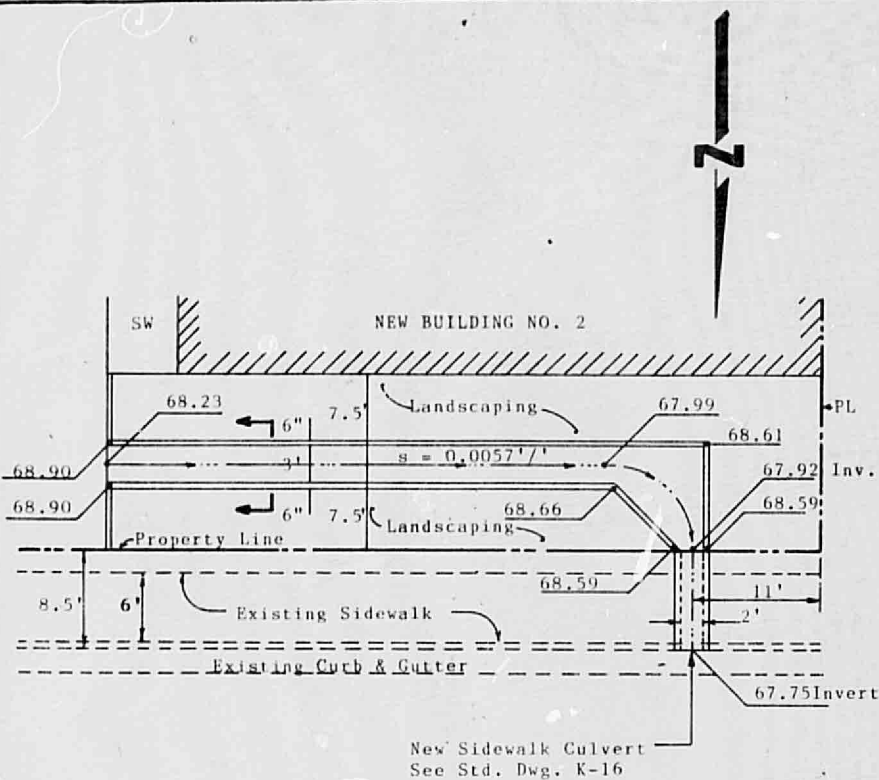 N
SW
NEW BUILDING NO. 2
68.23
6" 7.5'
Landscaping
67.99
PL
68.61
68.90
3'
s = 0.0057'/'
67.92 Inv.
68.90
6" 7.5'
68.66
68.59
Landscaping
Property Line
68.59
11'
8.5'
6'
Existing Sidewalk
2'
Existing Curb & Gutter
67.75Invert
New Sidewalk Culvert
See Std. Dwg. K-16